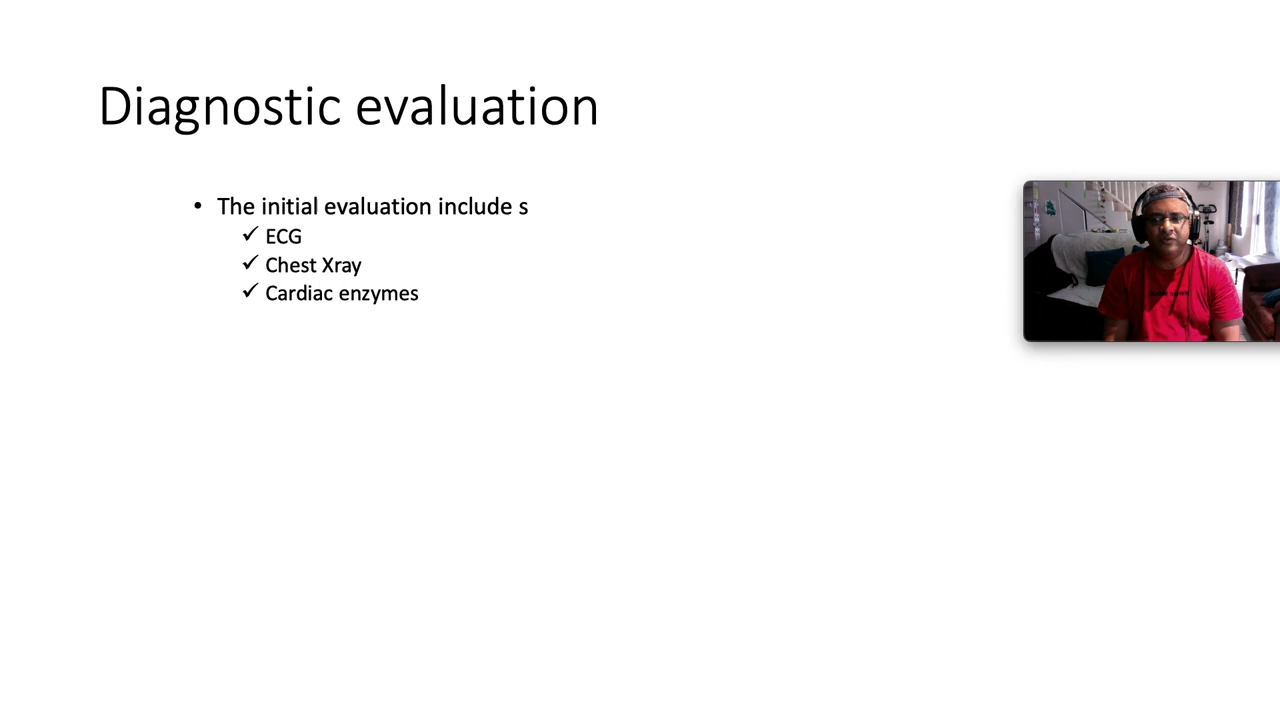 Diagnostic evaluation
• The initial evaluation include s
✓ ECG
✓ Chest Xray
✓ Cardiac enzymes